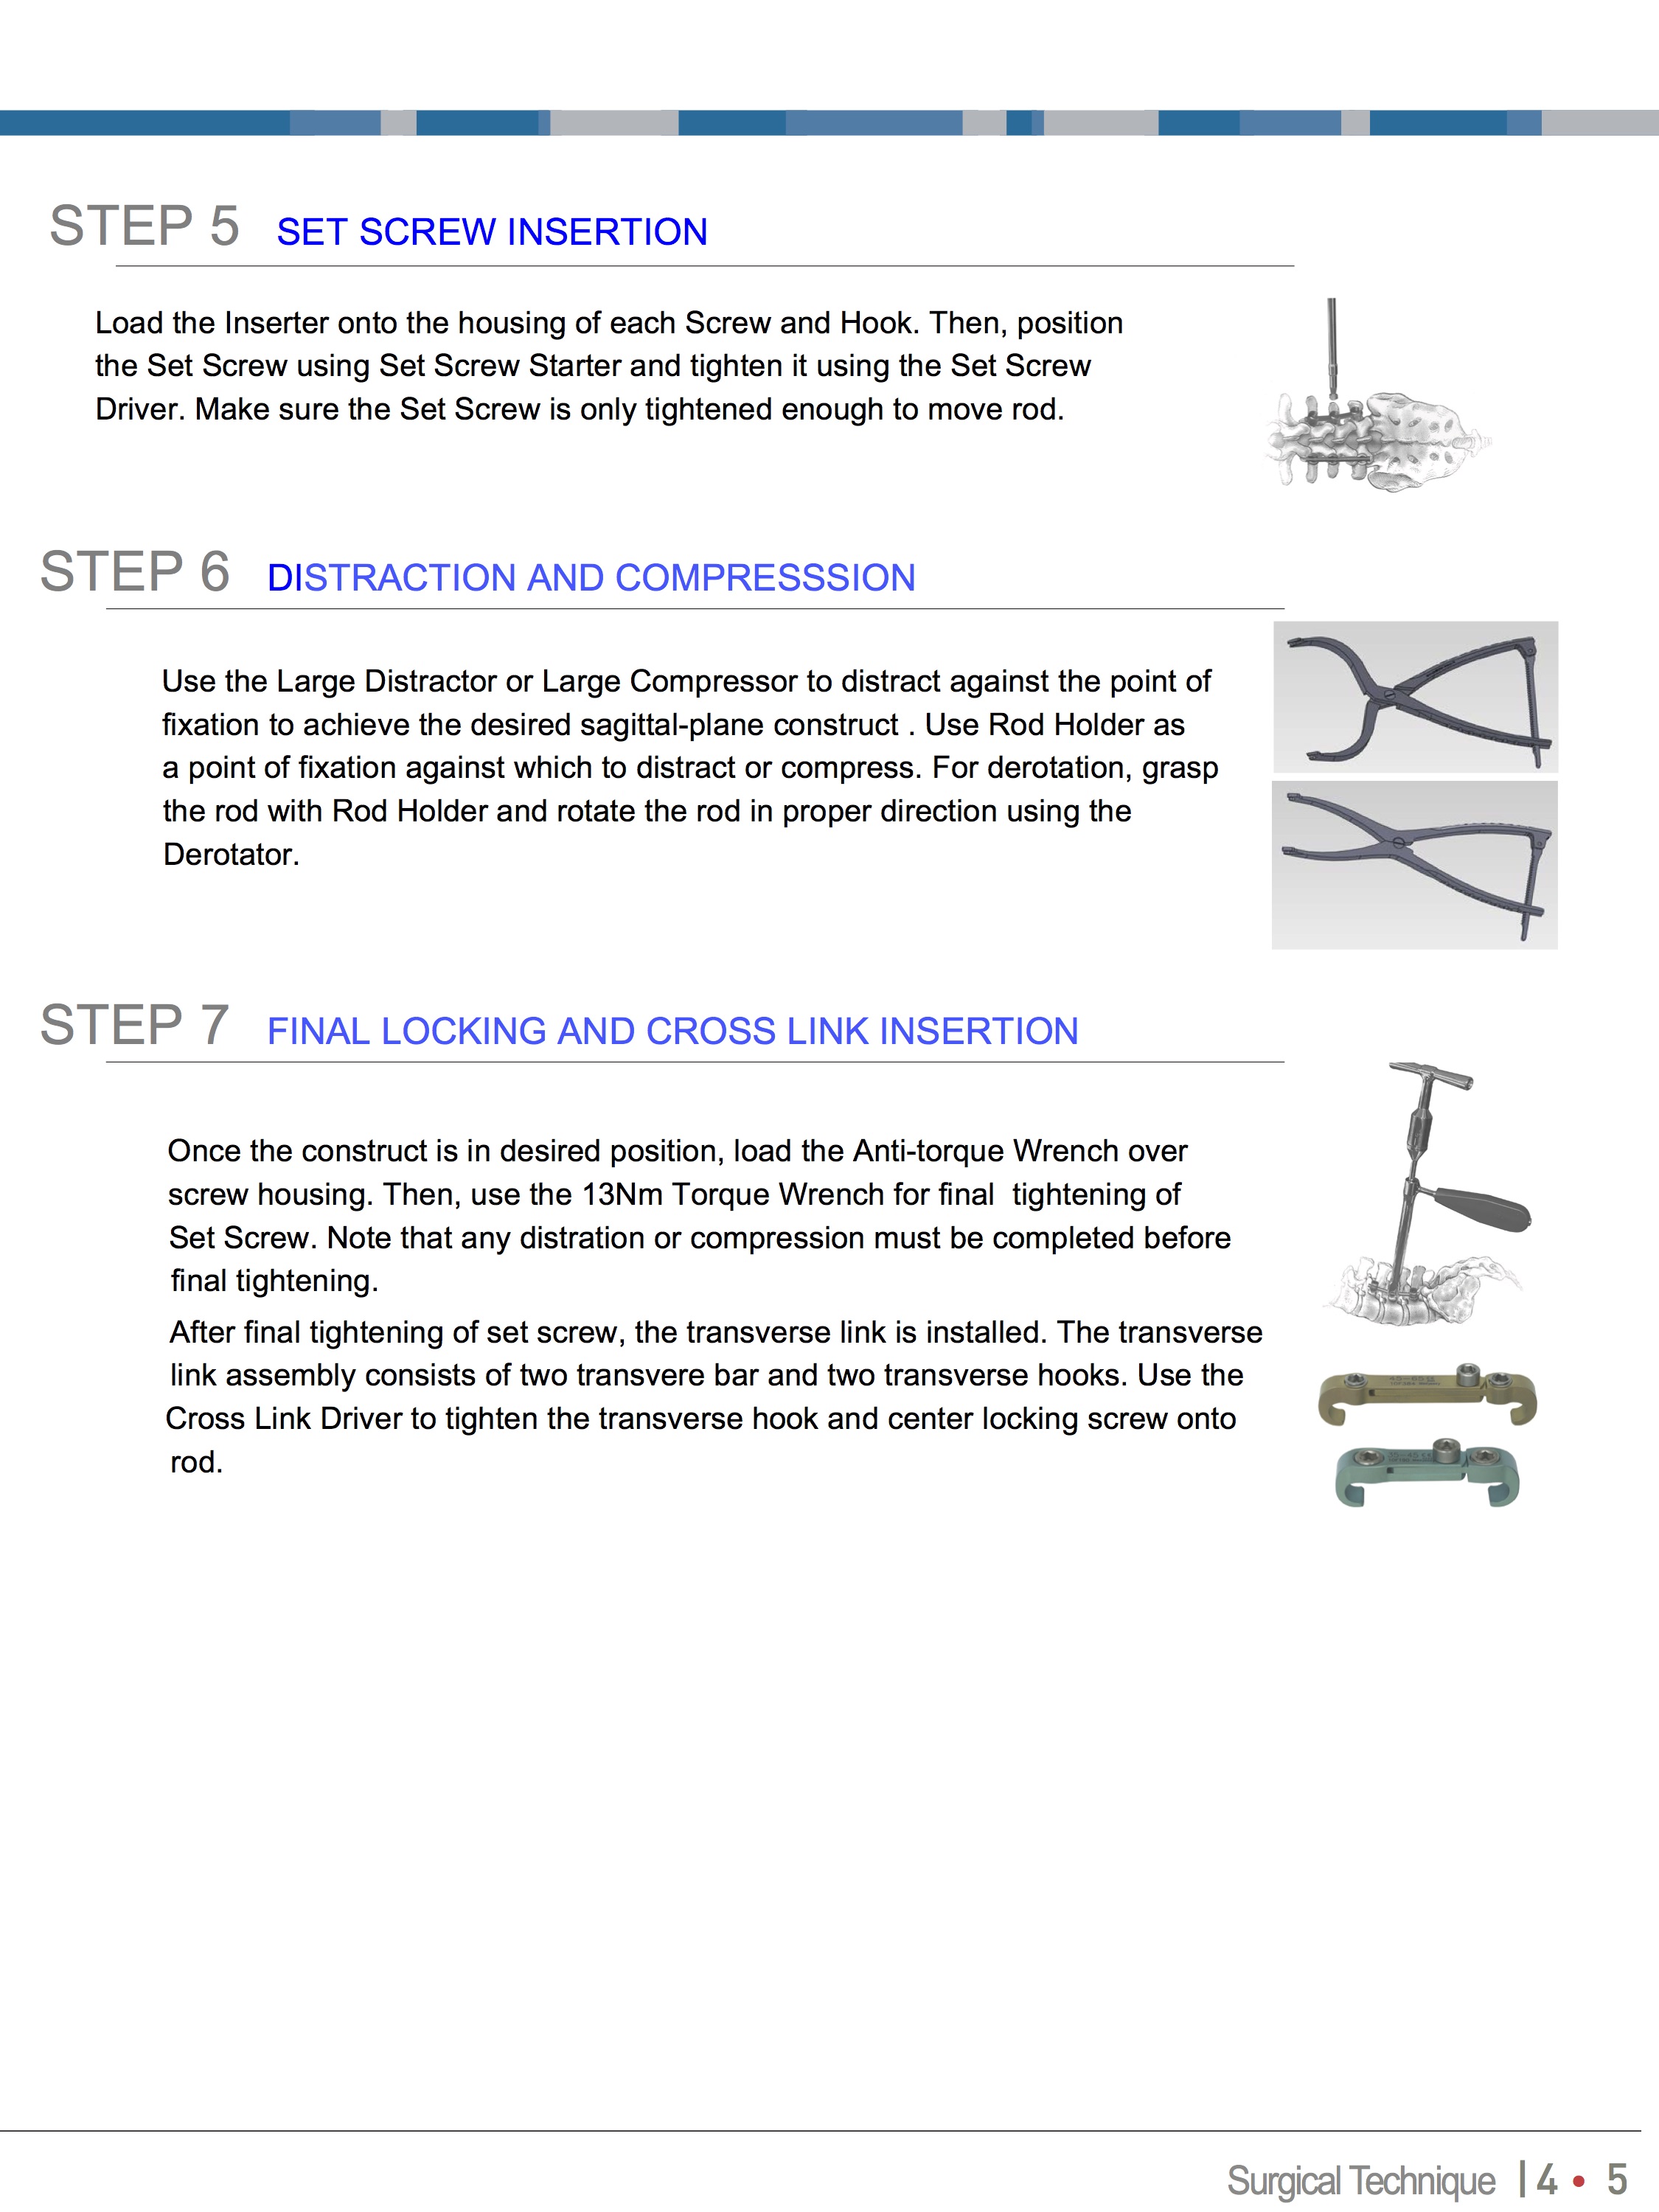 STEP 5 SET SCREW INSERTION
Load the Inserter onto the housing of each Screw and Hook. Then, position
the Set Screw using Set Screw Starter and tighten it using the Set Screw
Driver. Make sure the Set Screw is only tightened enough to move rod.
STEP 6 DISTRACTION AND COMPRESSSION
Use the Large Distractor or Large Compressor to distract against the point of
fixation to achieve the desired sagittal-plane construct . Use Rod Holder as
a point of fixation against which to distract or compress. For derotation, grasp
the rod with Rod Holder and rotate the rod in proper direction using the
Derotator.
STEP 7 FINAL LOCKING AND CROSS LINK INSERTION
Once the construct is in desired position, load the Anti-torque Wrench over
screw housing. Then, use the 13Nm Torque Wrench for final tightening of
Set Screw. Note that any distration or compression must be completed before
final tightening.
After final tightening of set screw, the transverse link is installed. The transverse
link assembly consists of two transvere bar and two transverse hooks. Use the
Cross Link Driver to tighten the transverse hook and center locking screw onto
rod.
Surgical Technique | 4 • 5